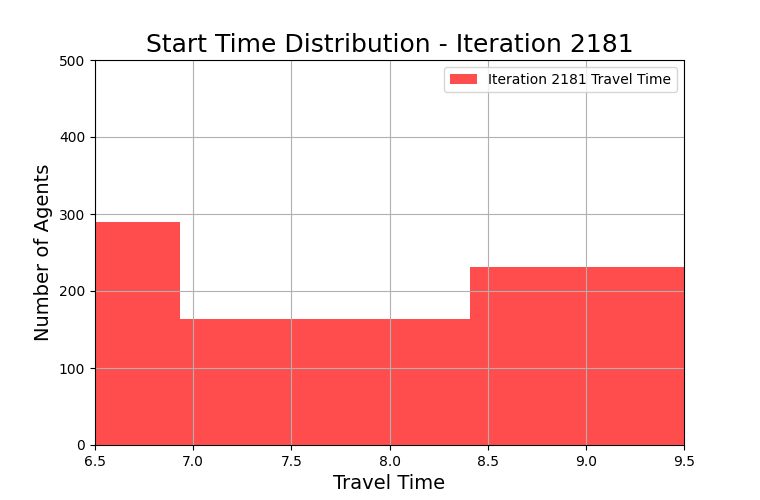 Start Time Distribution - Iteration 2181
Iteration 2181 Travel Time
Number of Agents
500
400
300
200
100
0
6.5 7.0 7.5 8.0 8.5 9.0 9.5
Travel Time